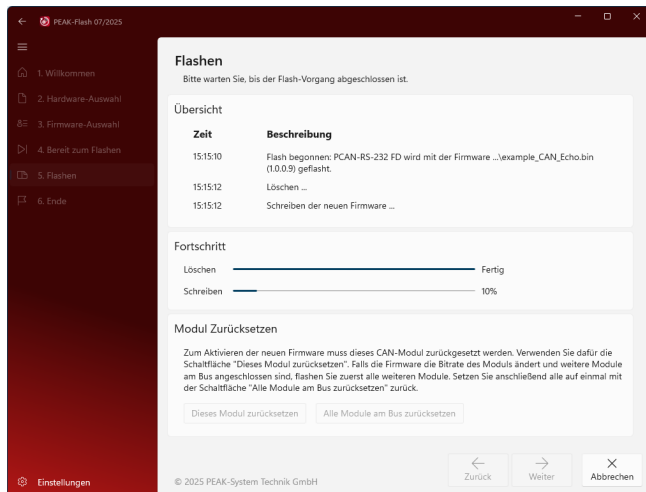 PEAK-Flash 07/2025
1. Willkommen
2. Hardware-Auswahl
3. Firmware-Auswahl
4. Bereit zum Flashen
5. Flashen
6. Ende
Einstellungen
Flashen
Bitte warten Sie, bis der Flash-Vorgang abgeschlossen ist.
Übersicht
Zeit Beschreibung
15:15:10 Flash begonnen: PCAN-RS-232 FD wird mit der Firmware ...\example_CAN_Echo.bin
(1.0.0.9) geflasht.
15:15:12 Löschen ...
15:15:12 Schreiben der neuen Firmware ...
Fortschritt
Löschen Fertig
Schreiben 10%
Modul Zurücksetzen
Zum Aktivieren der neuen Firmware muss dieses CAN-Modul zurückgesetzt werden. Verwenden Sie dafür die
Schaltfläche "Dieses Modul zurücksetzen". Falls die Firmware die Bitrate des Moduls ändert und weitere Module
am Bus angeschlossen sind, flashen Sie zuerst alle weiteren Module. Setzen Sie anschließend alle auf einmal mit
der Schaltfläche "Alle Module am Bus zurücksetzen" zurück.
Dieses Modul zurücksetzen Alle Module am Bus zurücksetzen
© 2025 PEAK-System Technik GmbH
Zurück Weiter Abbrechen